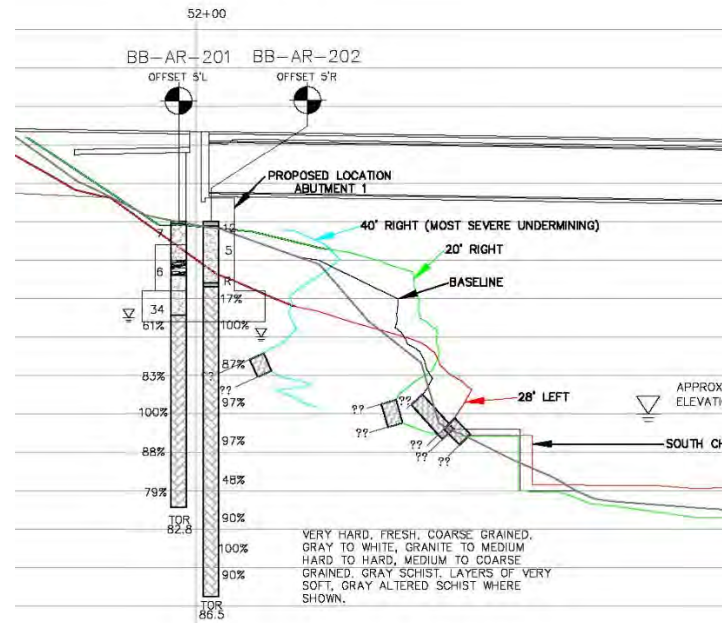 52+00
BB-AR-201
BB-AR-202
OFFSET 5'L
OFFSET 5'R
PROPOSED LOCATION
ABUTMENT 1
40' RIGHT (MOST SEVERE UNDERMINING)
20' RIGHT
BASELINE
28' LEFT
APPROX
ELEVATI
SOUTH CH
7
6
34
61%
83%
100%
88%
79%
TOR
82.8
5
R
17%
100%
87%
97%
97%
48%
90%
100%
90%
TOR
86.5
??
??
??
??
??
??
??
??
VERY HARD, FRESH, COARSE GRAINED,
GRAY TO WHITE, GRANITE TO MEDIUM
HARD TO HARD, MEDIUM TO COARSE
GRAINED, GRAY SCHIST. LAYERS OF VERY
SOFT, GRAY ALTERED SCHIST WHERE
SHOWN.